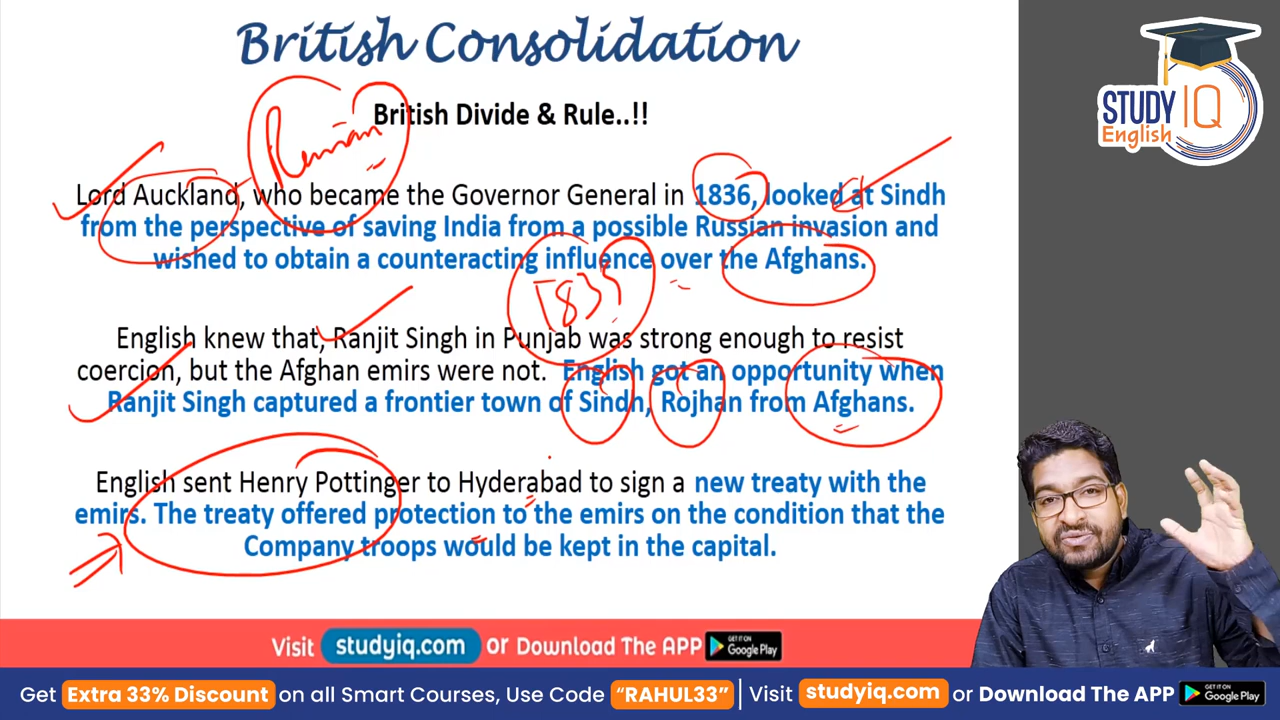 British Consolidation
STUDY IQ
English
British Divide & Rule..!!
Russian
Lord Auckland, who became the Governor General in 1836, looked at Sindh
from the perspective of saving India from a possible Russian invasion and
wished to obtain a counteracting influence over the Afghans.
1835
English knew that, Ranjit Singh in Punjab was strong enough to resist
coercion, but the Afghan emirs were not. English got an opportunity when
Ranjit Singh captured a frontier town of Sindh, Rojhan from Afghans.
English sent Henry Pottinger to Hyderabad to sign a new treaty with the
emirs. The treaty offered protection to the emirs on the condition that the
Company troops would be kept in the capital.
Visit studyiq.com or Download The APP GET IT ON Google Play
Get Extra 33% Discount on all Smart Courses, Use Code “RAHUL33” Visit studyiq.com or Download The APP GET IT ON Google Play